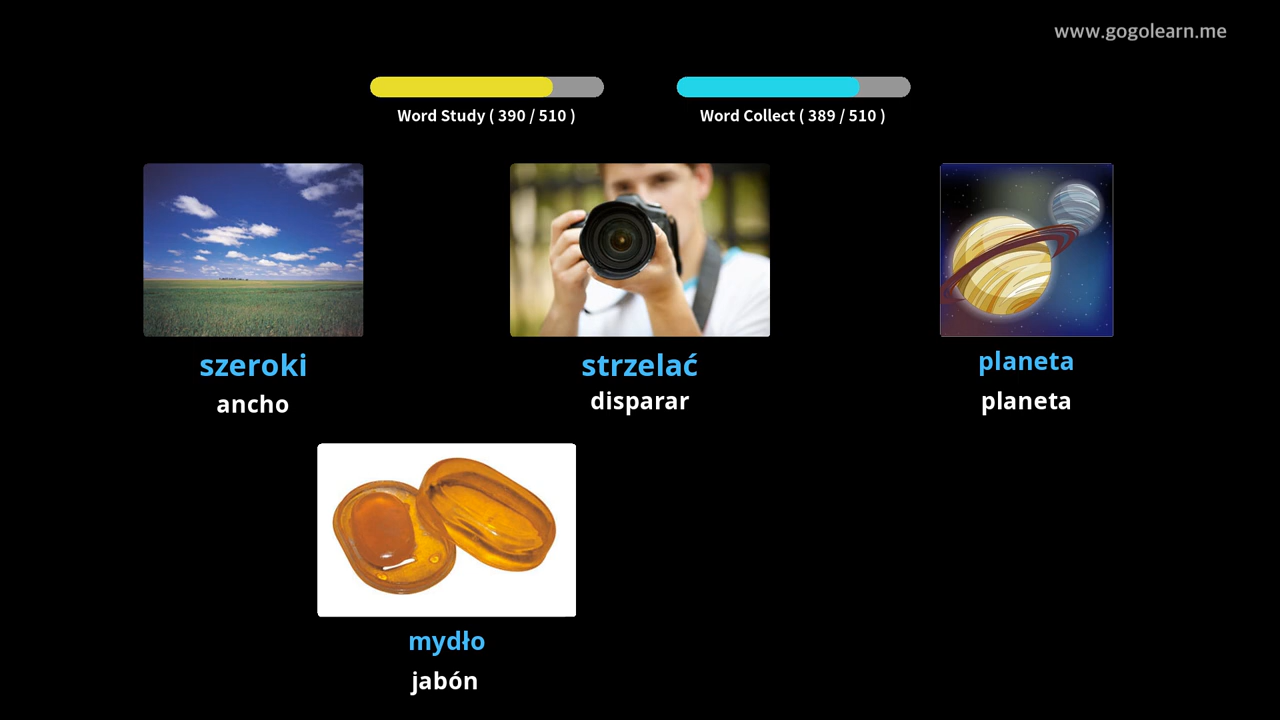 www.gogolearn.me
Word Study ( 390 / 510 )
Word Collect ( 389 / 510 )
szeroki
ancho
strzelać
disparar
planeta
planeta
mydło
jabón